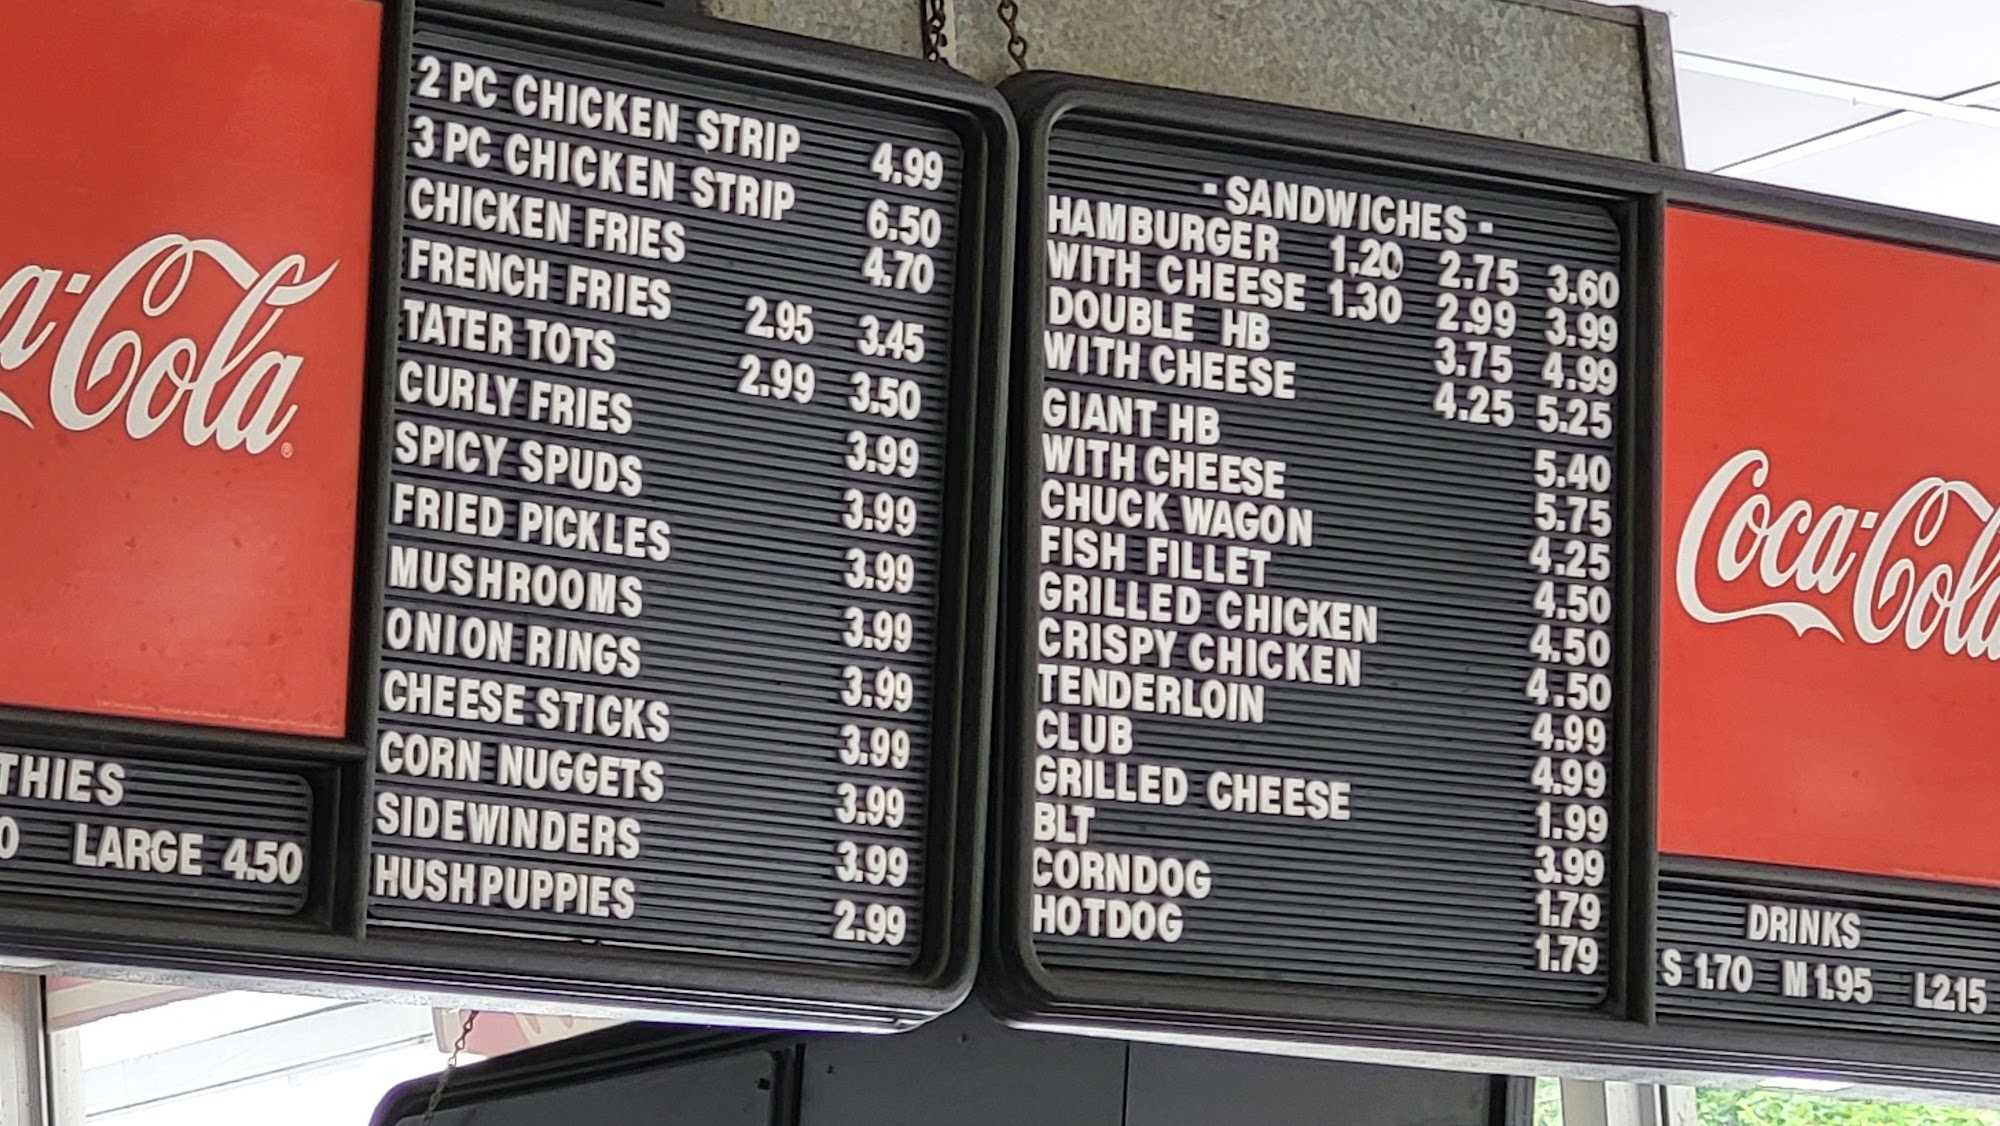 Coca-Cola
THIES
LARGE 4.50
2 PC CHICKEN STRIP 4.99
3 PC CHICKEN STRIP 6.50
CHICKEN FRIES 4.70
FRENCH FRIES 2.95 3.45
TATER TOTS 2.99 3.50
CURLY FRIES 3.99
SPICY SPUDS 3.99
FRIED PICKLES 3.99
MUSHROOMS 3.99
ONION RINGS 3.99
CHEESE STICKS 3.99
CORN NUGGETS 3.99
SIDEWINDERS 3.99
HUSHPUPPIES 2.99
- SANDWICHES -
HAMBURGER 1.20 2.75 3.60
WITH CHEESE 1.30 2.99 3.99
DOUBLE HB 3.75 4.99
WITH CHEESE 4.25 5.25
GIANT HB 5.40
WITH CHEESE 5.75
CHUCK WAGON 4.25
FISH FILLET 4.50
GRILLED CHICKEN 4.50
CRISPY CHICKEN 4.50
TENDERLOIN 4.99
CLUB 4.99
GRILLED CHEESE 1.99
BLT 3.99
CORNDOG 1.79
HOTDOG 1.79
Coca-Cola
DRINKS
S 1.70 M 1.95 L 2.15